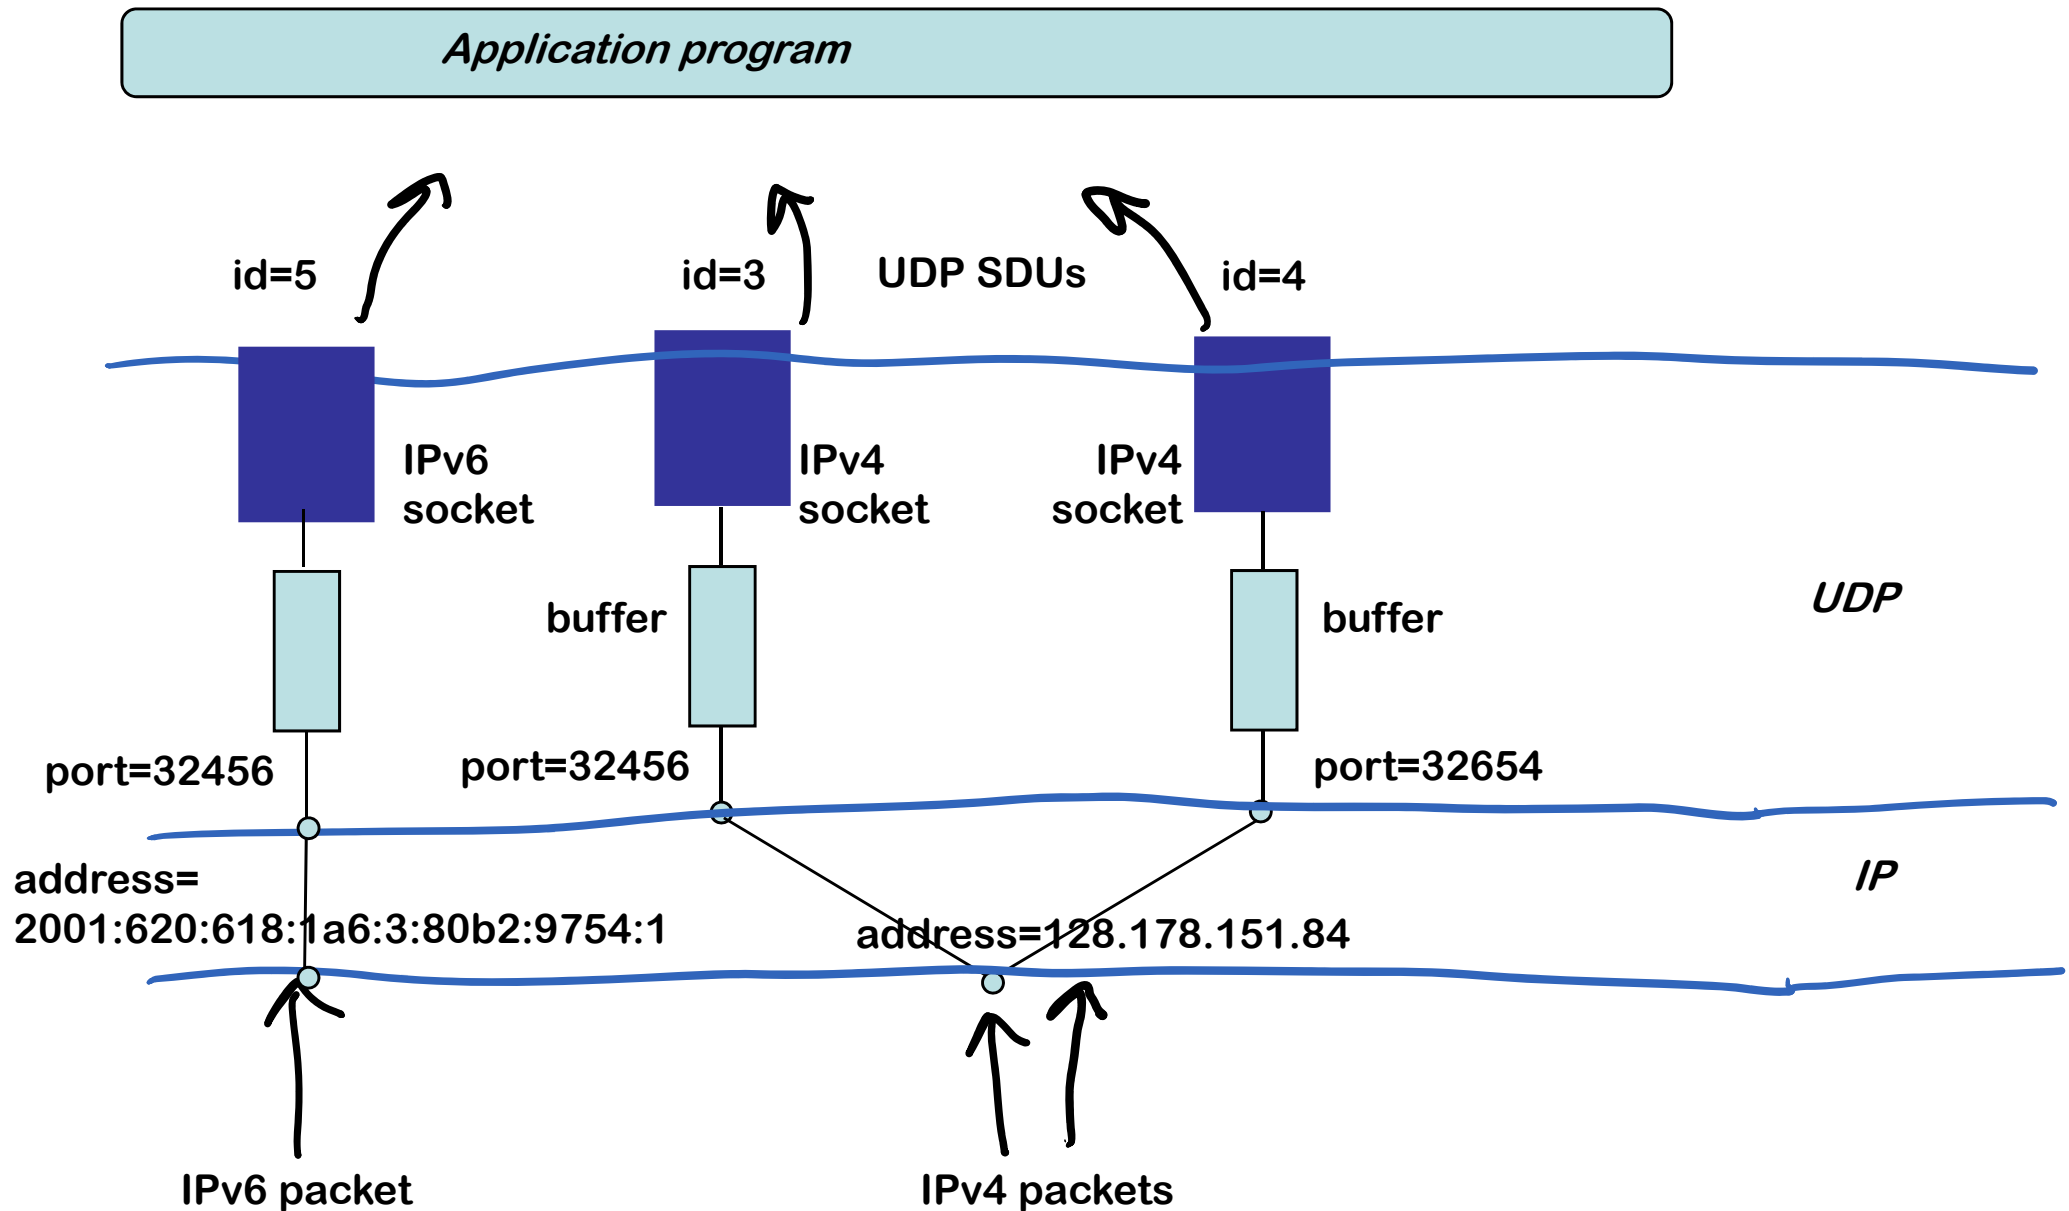 Application program
id=5
id=3
UDP SDUs
id=4
IPv6
socket
IPv4
socket
IPv4
socket
buffer
buffer
UDP
port=32456
port=32456
port=32654
address=
2001:620:618:1a6:3:80b2:9754:1
address=128.178.151.84
IP
IPv6 packet
IPv4 packets